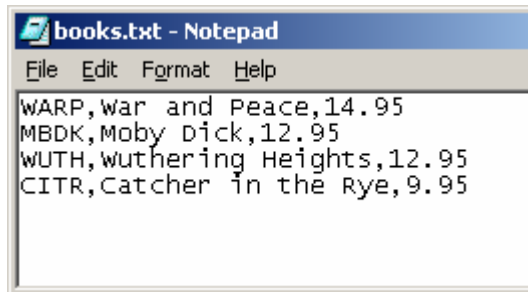 books.txt - Notepad
File Edit Format Help
WARP,War and Peace,14.95
MBDK,Moby Dick,12.95
WUTH,Wuthering Heights,12.95
CITR,Catcher in the Rye,9.95